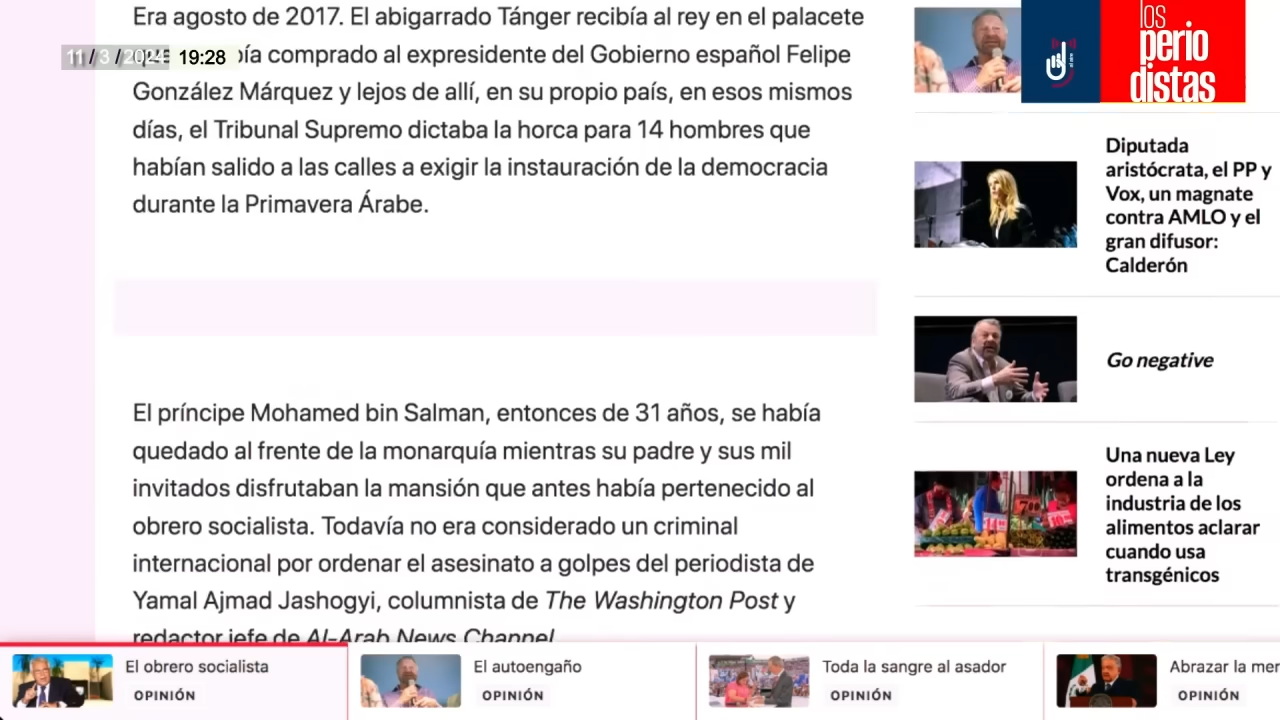 Era agosto de 2017. El abigarrado Tánger recibía al rey en el palacete
11 / 3 / 2024 19:28
comprado al expresidente del Gobierno español Felipe
González Márquez y lejos de allí, en su propio país, en esos mismos
días, el Tribunal Supremo dictaba la horca para 14 hombres que
habían salido a las calles a exigir la instauración de la democracia
durante la Primavera Árabe.
El príncipe Mohamed bin Salman, entonces de 31 años, se había
quedado al frente de la monarquía mientras su padre y sus mil
invitados disfrutaban la mansión que antes había pertenecido al
obrero socialista. Todavía no era considerado un criminal
internacional por ordenar el asesinato a golpes del periodista de
Yamal Ajmad Jashogyi, columnista de The Washington Post y
redactor jefe de Al-Arab News Channel
los
perio
distas
Diputada
aristócrata, el PP y
Vox, un magnate
contra AMLO y el
gran difusor:
Calderón
Go negative
Una nueva Ley
ordena a la
industria de los
alimentos aclarar
cuando usa
transgénicos
El obrero socialista
OPINIÓN
El autoengaño
OPINIÓN
Toda la sangre al asador
OPINIÓN
Abrazar la mer
OPINIÓN